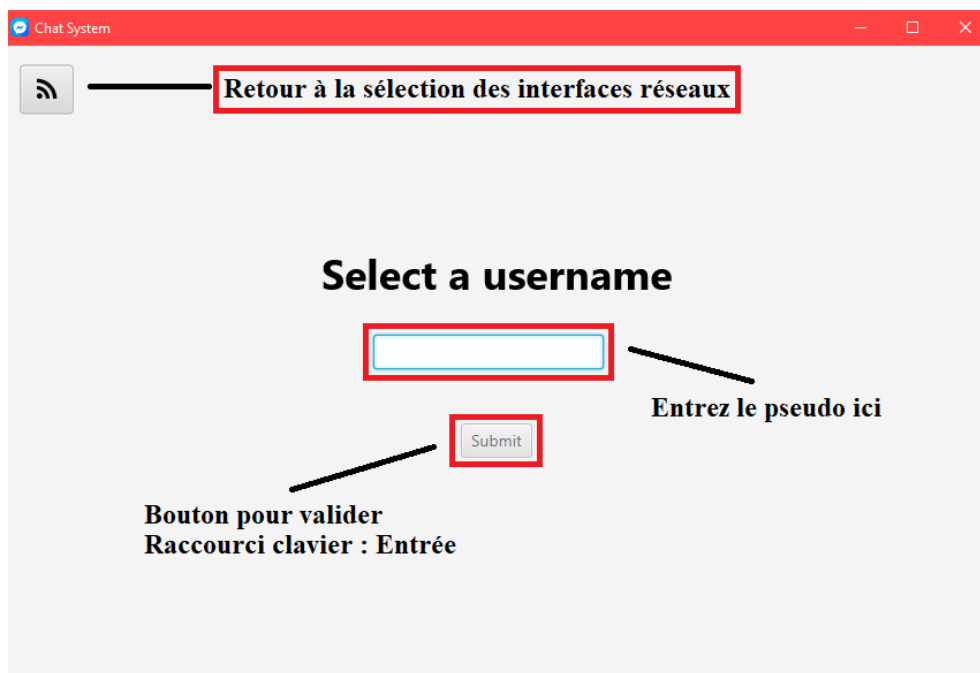 Chat System
Retour à la sélection des interfaces réseaux
Select a username
Entrez le pseudo ici
Submit
Bouton pour valider
Raccourci clavier : Entrée